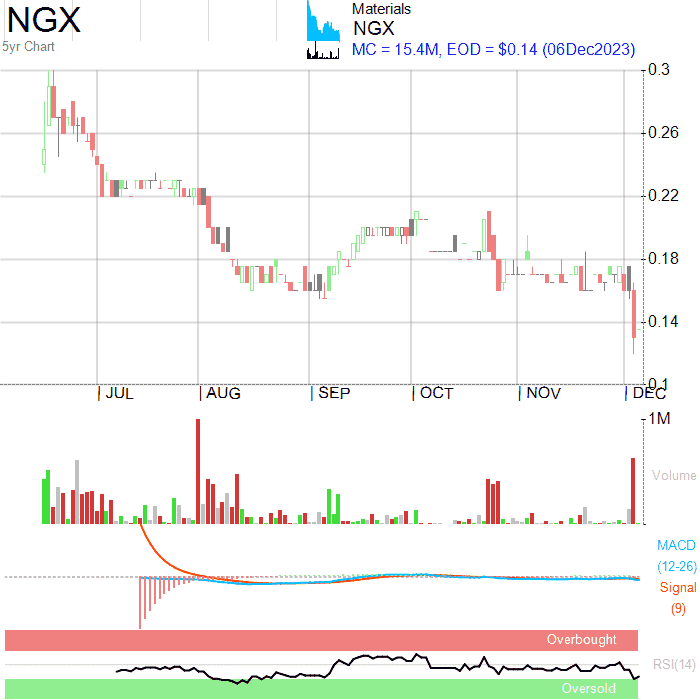 NGX
5yr Chart
Materials
NGX
MC = 15.4M, EOD = $0.14 (06Dec2023)
0.3
0.26
0.22
0.18
0.14
0.1
JUL AUG SEP OCT NOV DEC
1M
Volume
MACD
(12-26)
Signal
(9)
Overbought
RSI(14)
Oversold